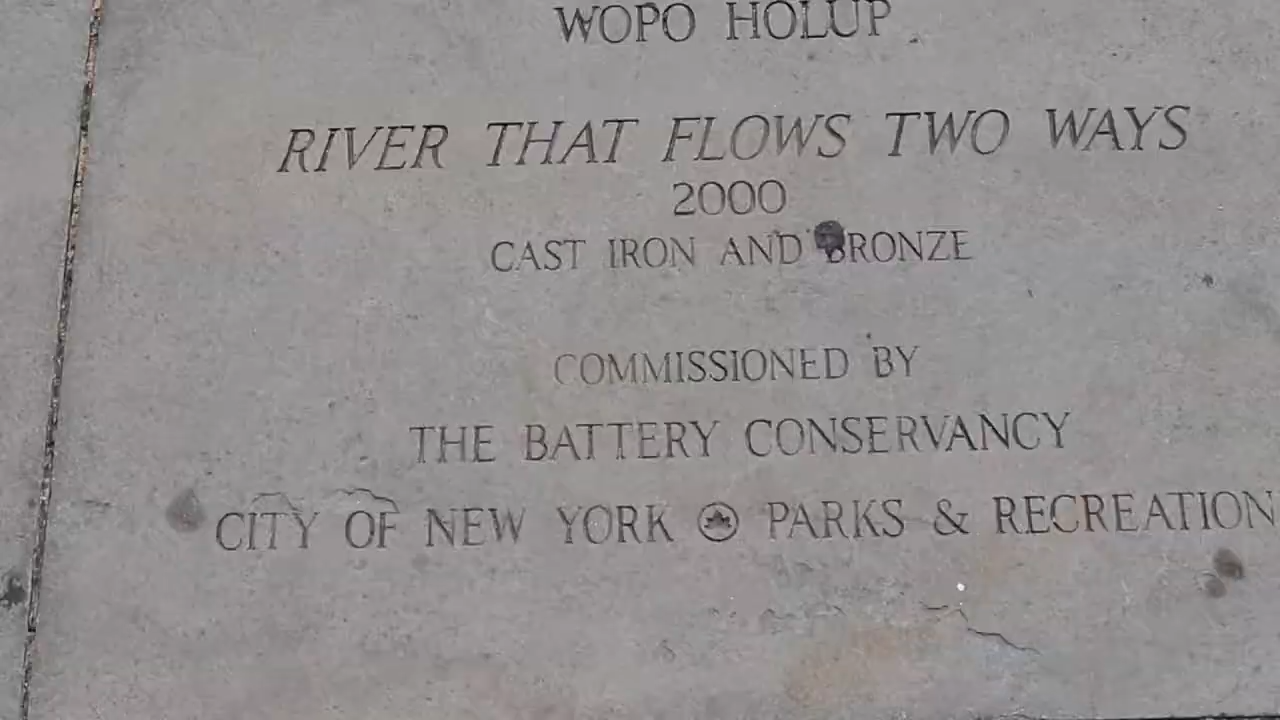 WOPO HOLUP
RIVER THAT FLOWS TWO WAYS
2000
CAST IRON AND BRONZE
COMMISSIONED BY
THE BATTERY CONSERVANCY
CITY OF NEW YORK PARKS & RECREATION